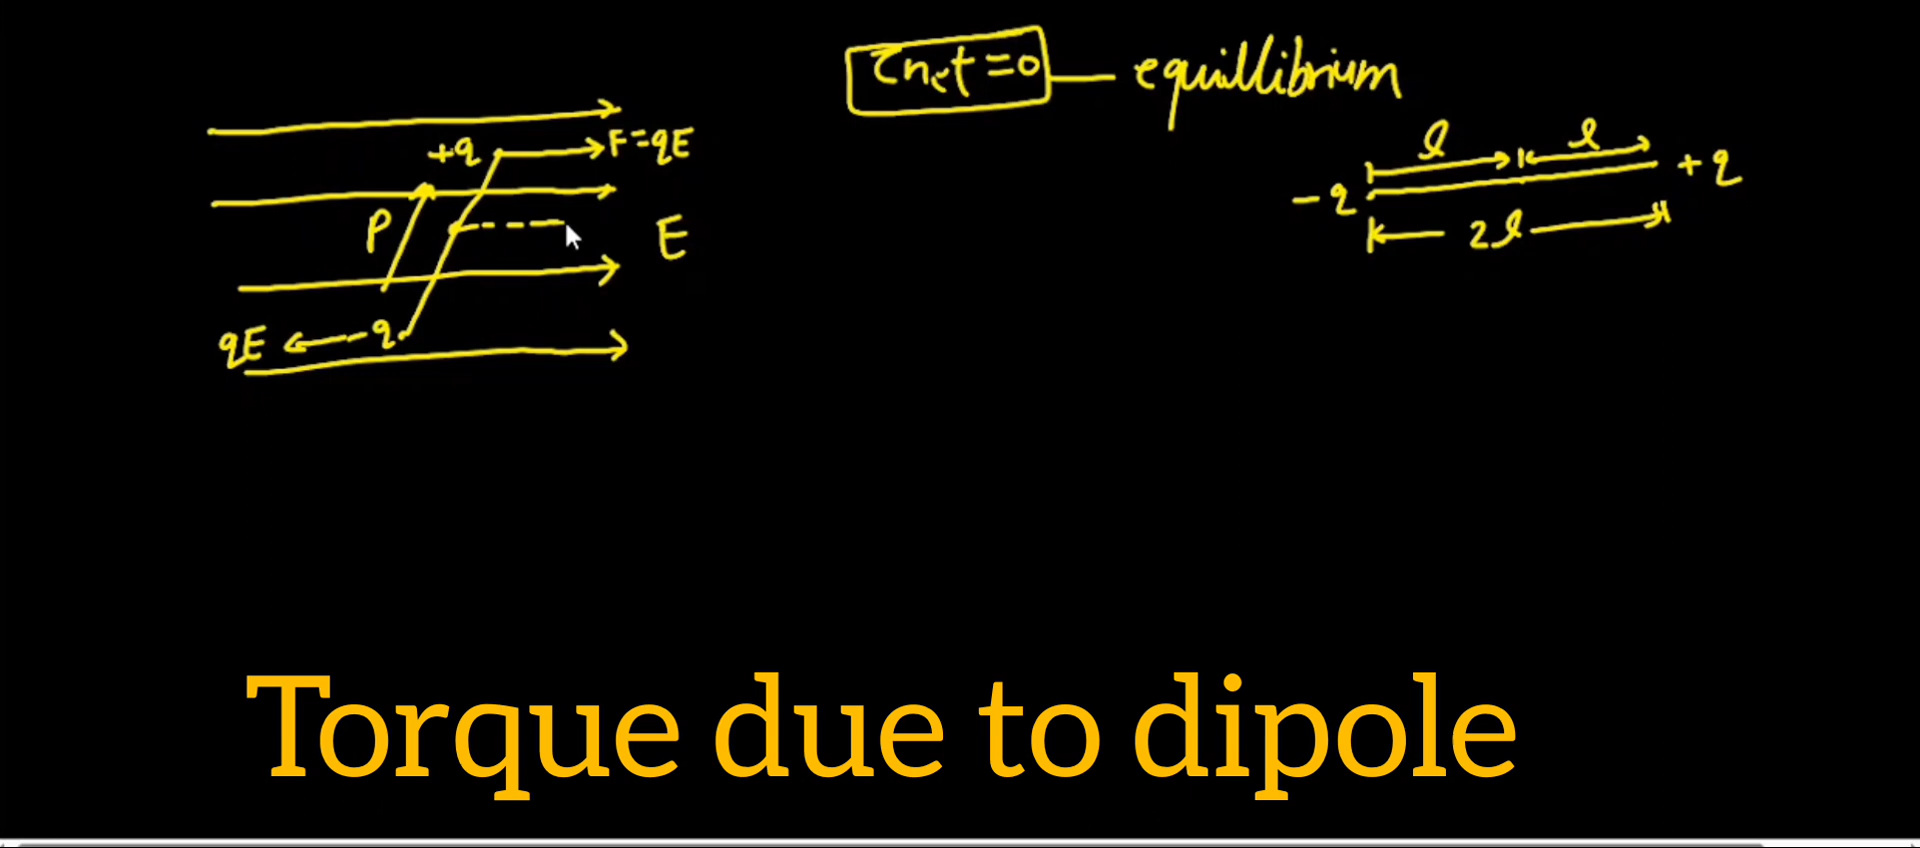 τnet = 0 — equillibrium
+q F = qE
P E
qE -q
l l
-q +q
2l
Torque due to dipole